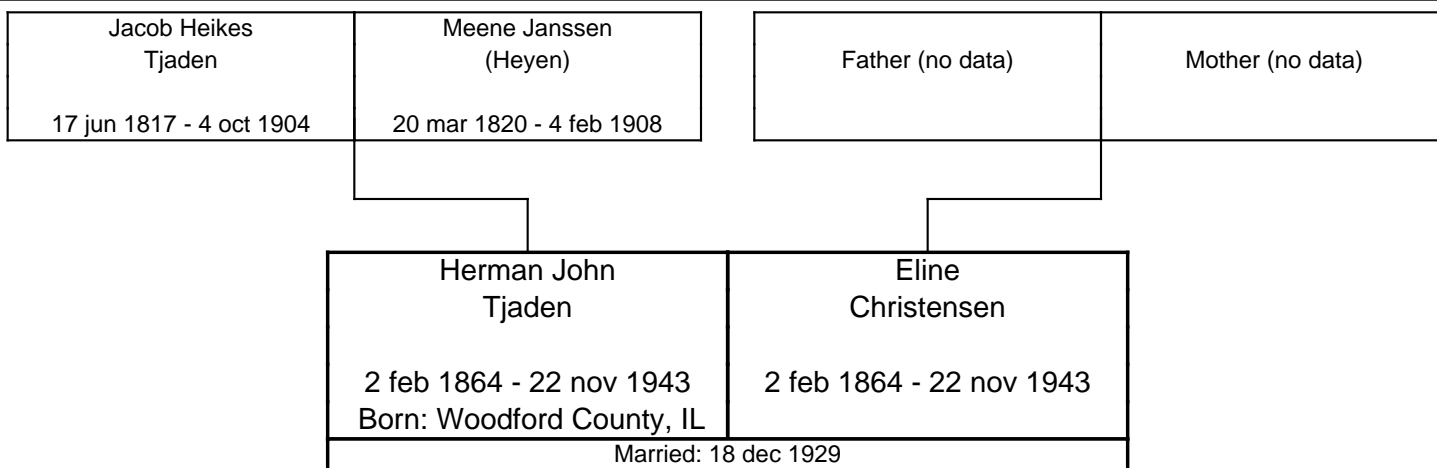 Jacob Heikes
Tjaden
17 jun 1817 - 4 oct 1904
Meene Janssen
(Heyen)
20 mar 1820 - 4 feb 1908
Father (no data)
Mother (no data)
Herman John
Tjaden
2 feb 1864 - 22 nov 1943
Born: Woodford County, IL
Eline
Christensen
2 feb 1864 - 22 nov 1943
Married: 18 dec 1929